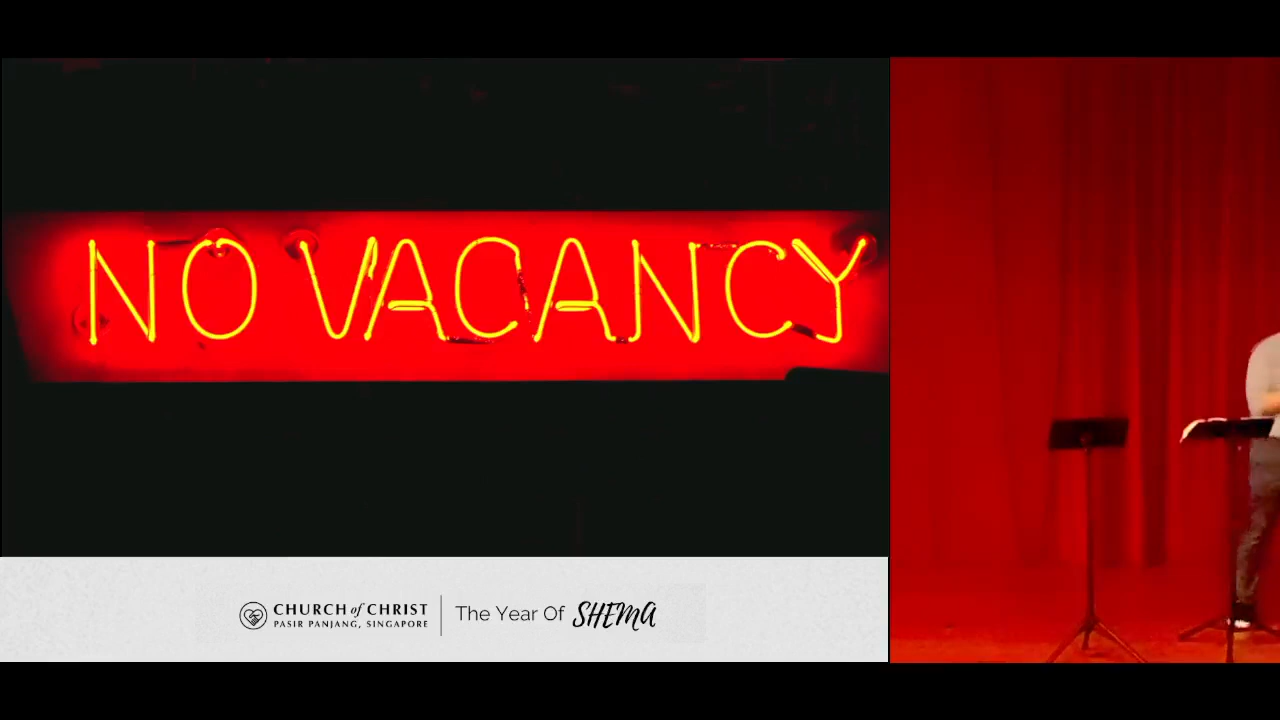 NO VACANCY
CHURCH of CHRIST
PASIR PANJANG, SINGAPORE
The Year Of SHEMA